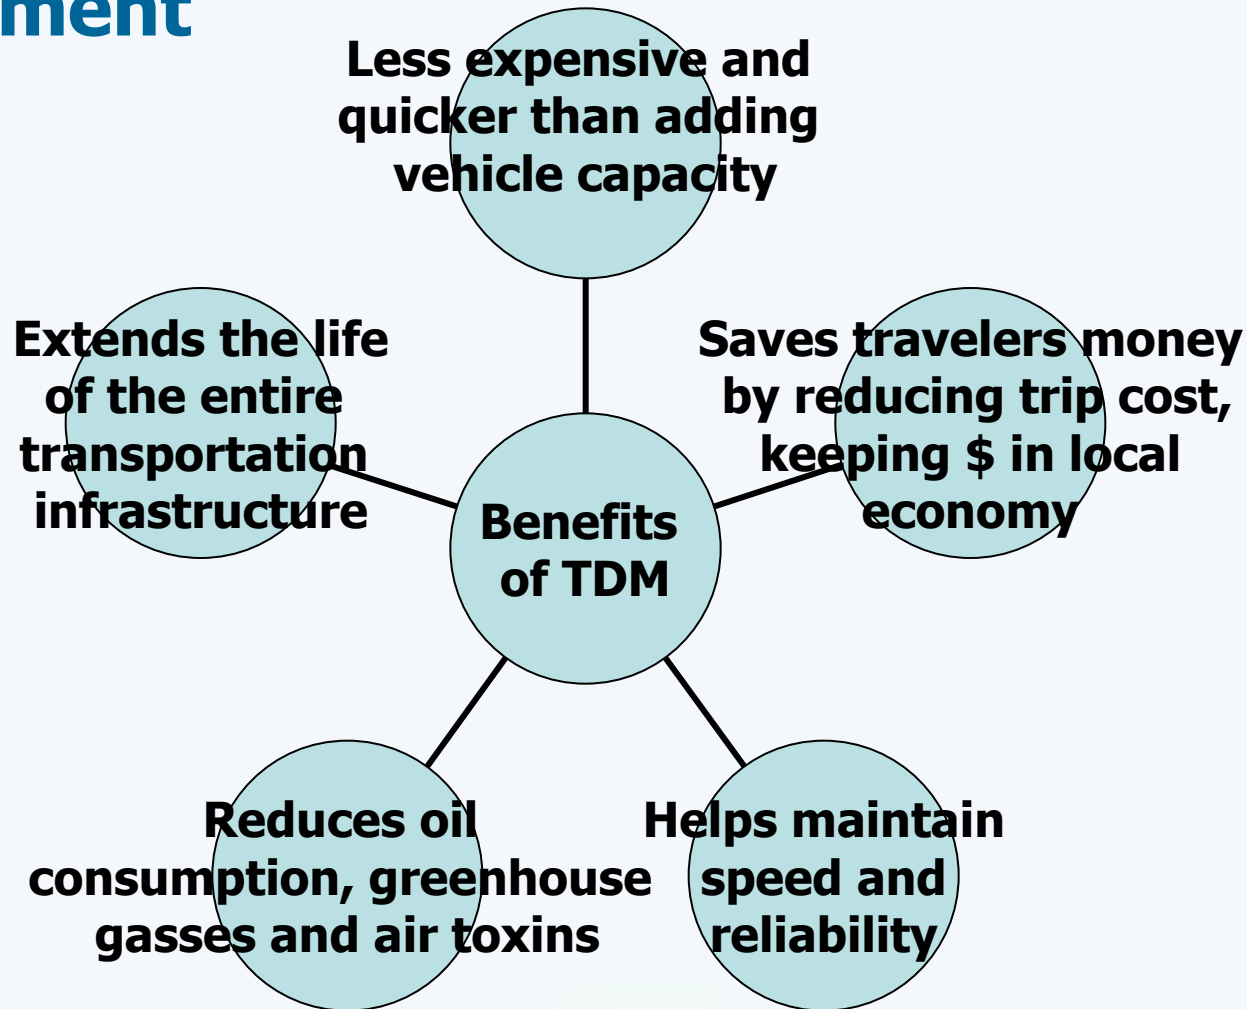 ment
Less expensive and
quicker than adding
vehicle capacity
Extends the life
of the entire
transportation
infrastructure
Saves travelers money
by reducing trip cost,
keeping $ in local
economy
Benefits
of TDM
Reduces oil
consumption, greenhouse
gasses and air toxins
Helps maintain
speed and
reliability